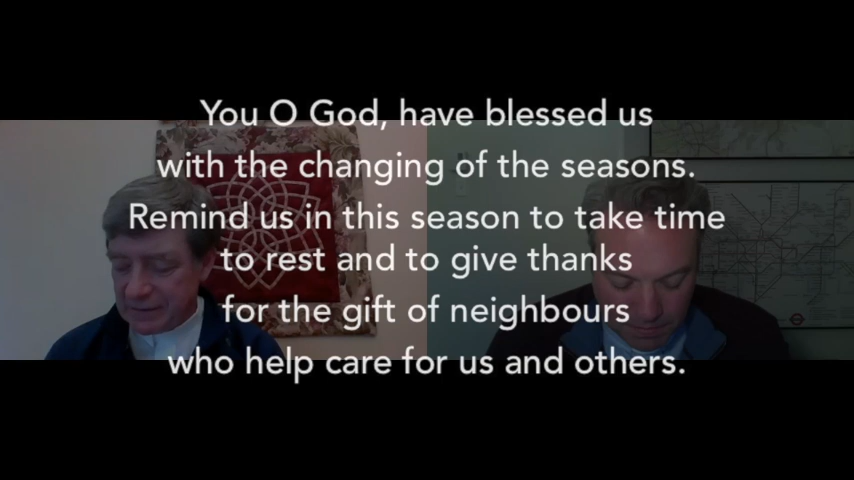 You O God, have blessed us
with the changing of the seasons.
Remind us in this season to take time
to rest and to give thanks
for the gift of neighbours
who help care for us and others.